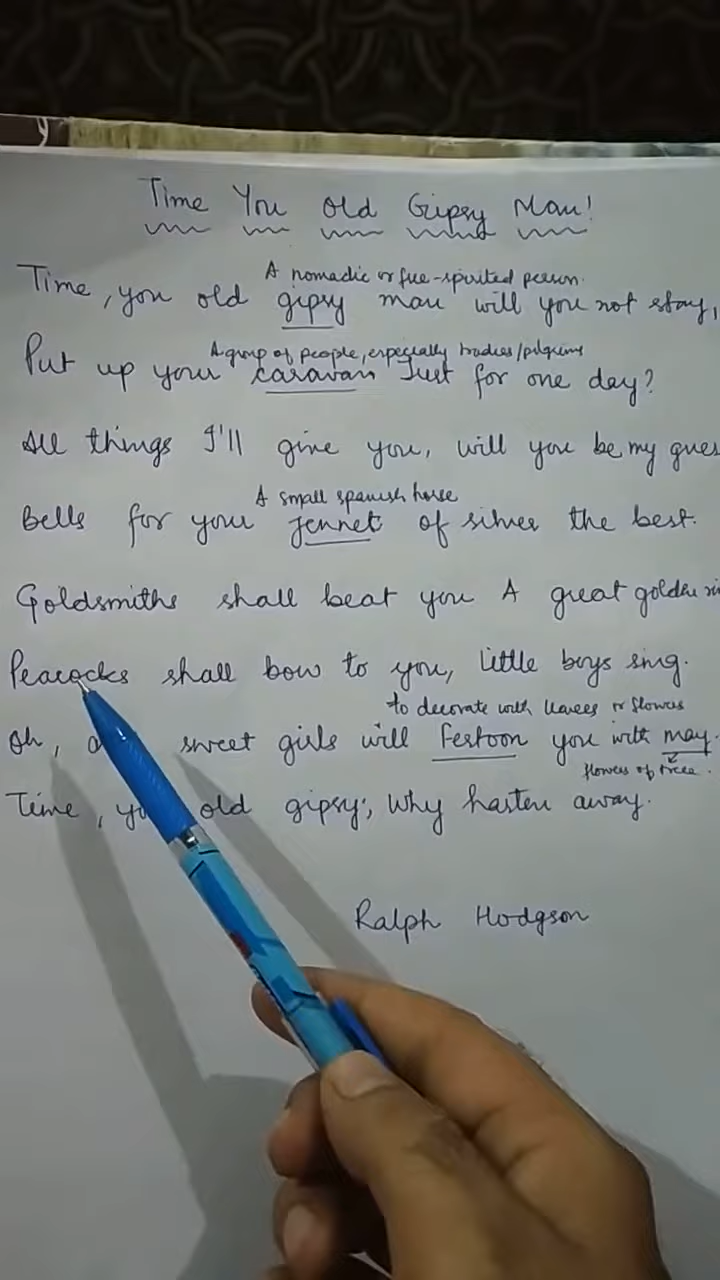 Time You Old Gipsy Man!
A nomadic or free-spirited person.
Time, you old gipsy man will you not stay,
A group of people, especially trades/pilgrims
Put up your caravan Just for one day?
All things I'll give you, will you be my
A small spanish horse
Bells for your jennet of silver the best.
Goldsmiths shall beat you A great golden
Peacocks shall bow to you, Little boys sing.
to decorate with leaves or flowers
Oh, sweet girls will Festoon you with may.
flowers of tree.
Time, old gipsy, Why hasten away.
Ralph Hodgson